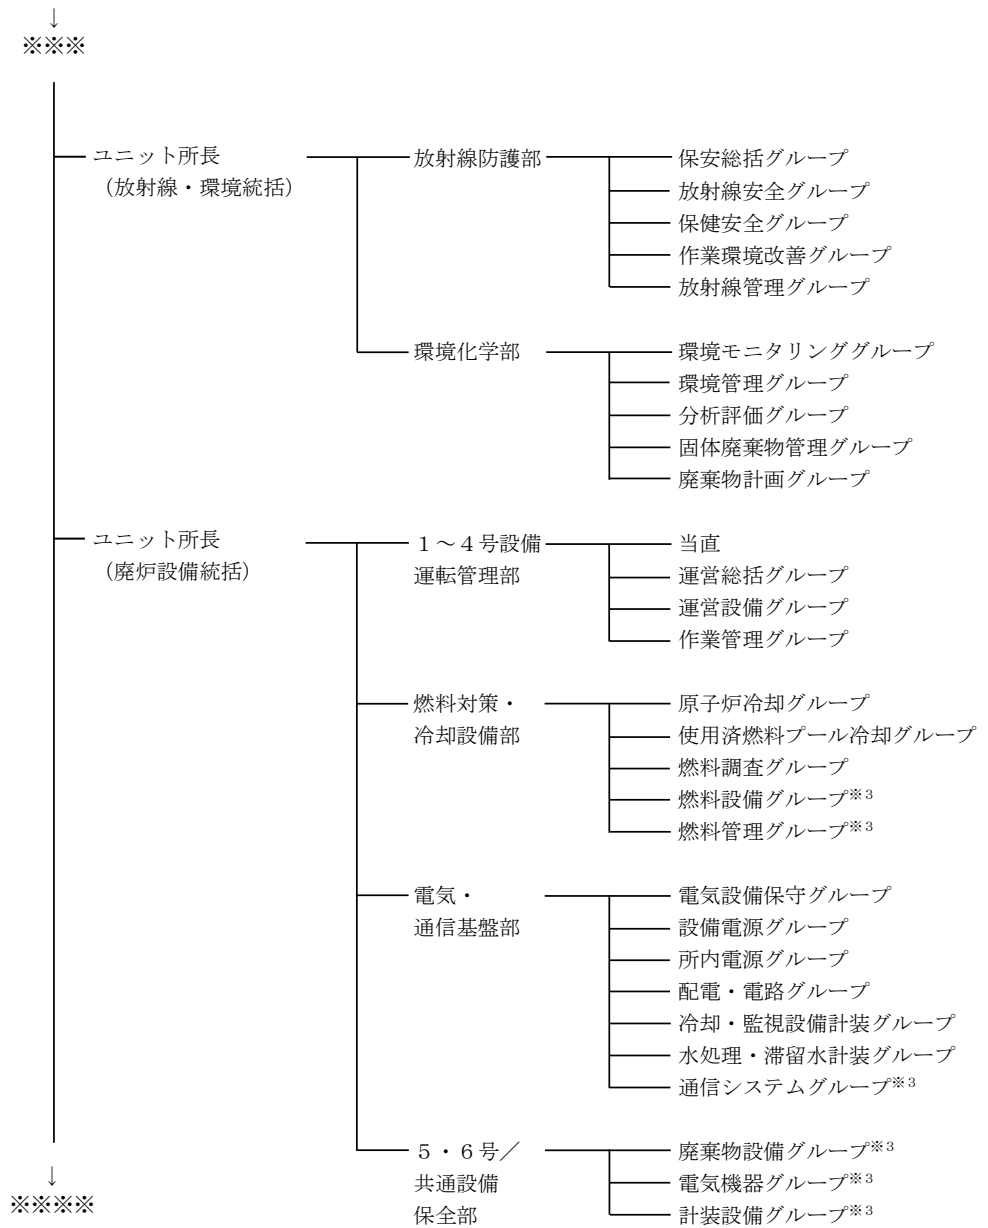 ↓
※※※
ユニット所長
（放射線・環境統括）
放射線防護部
保安総括グループ
放射線安全グループ
保健安全グループ
作業環境改善グループ
放射線管理グループ
環境化学部
環境モニタリンググループ
環境管理グループ
分析評価グループ
固体廃棄物管理グループ
廃棄物計画グループ
ユニット所長
（廃炉設備統括）
１～４号設備
運転管理部
当直
運営総括グループ
運営設備グループ
作業管理グループ
燃料対策・
冷却設備部
原子炉冷却グループ
使用済燃料プール冷却グループ
燃料調査グループ
燃料設備グループ※3
燃料管理グループ※3
電気・
通信基盤部
電気設備保守グループ
設備電源グループ
所内電源グループ
配電・電路グループ
冷却・監視設備計装グループ
水処理・滞留水計装グループ
通信システムグループ※3
５・６号／
共通設備
保全部
廃棄物設備グループ※3
電気機器グループ※3
計装設備グループ※3
↓
※※※※